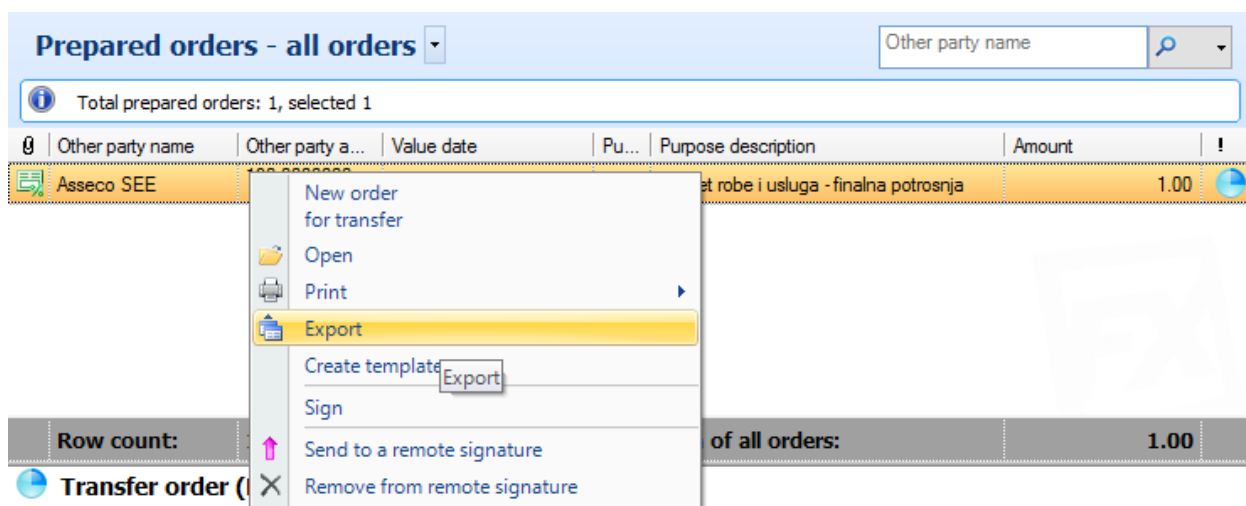 Prepared orders - all orders
Other party name
Total prepared orders: 1, selected 1
Other party name Other party a... Value date Pu... Purpose description Amount !
Asseco SEE et robe i usluga - finalna potrosnja 1.00
New order
for transfer
Open
Print
Export
Create template
Export
Sign
Row count: of all orders: 1.00
Send to a remote signature
Transfer order (
Remove from remote signature
FX